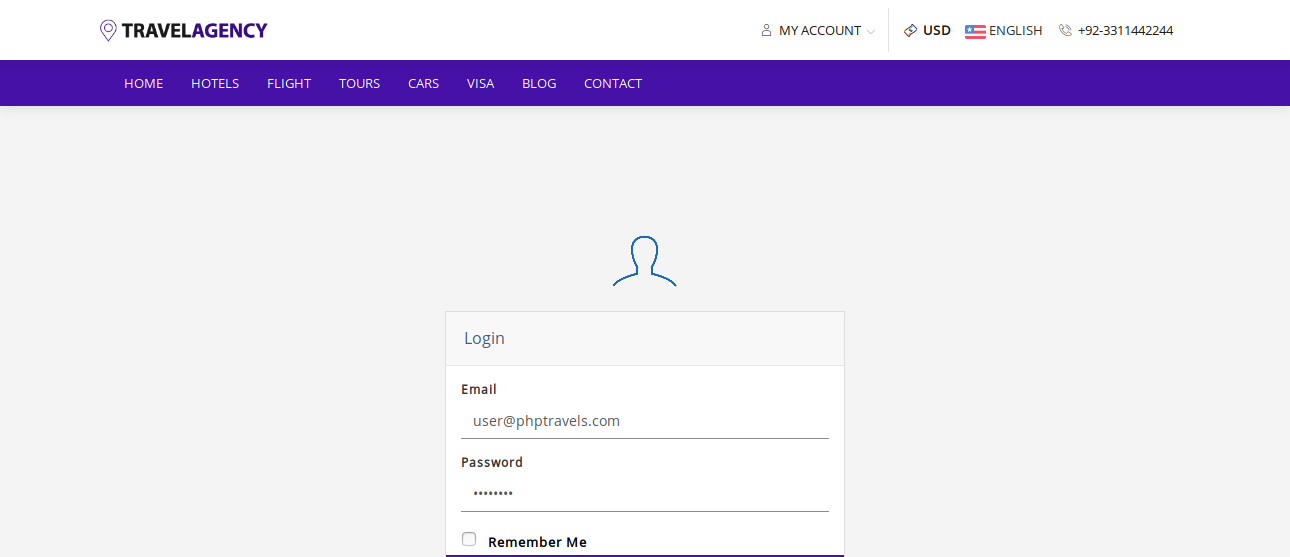 TRAVELAGENCY
MY ACCOUNT USD ENGLISH +92-3311442244
HOME HOTELS FLIGHT TOURS CARS VISA BLOG CONTACT
Login
Email
user@phptravels.com
Password
••••••••
Remember Me